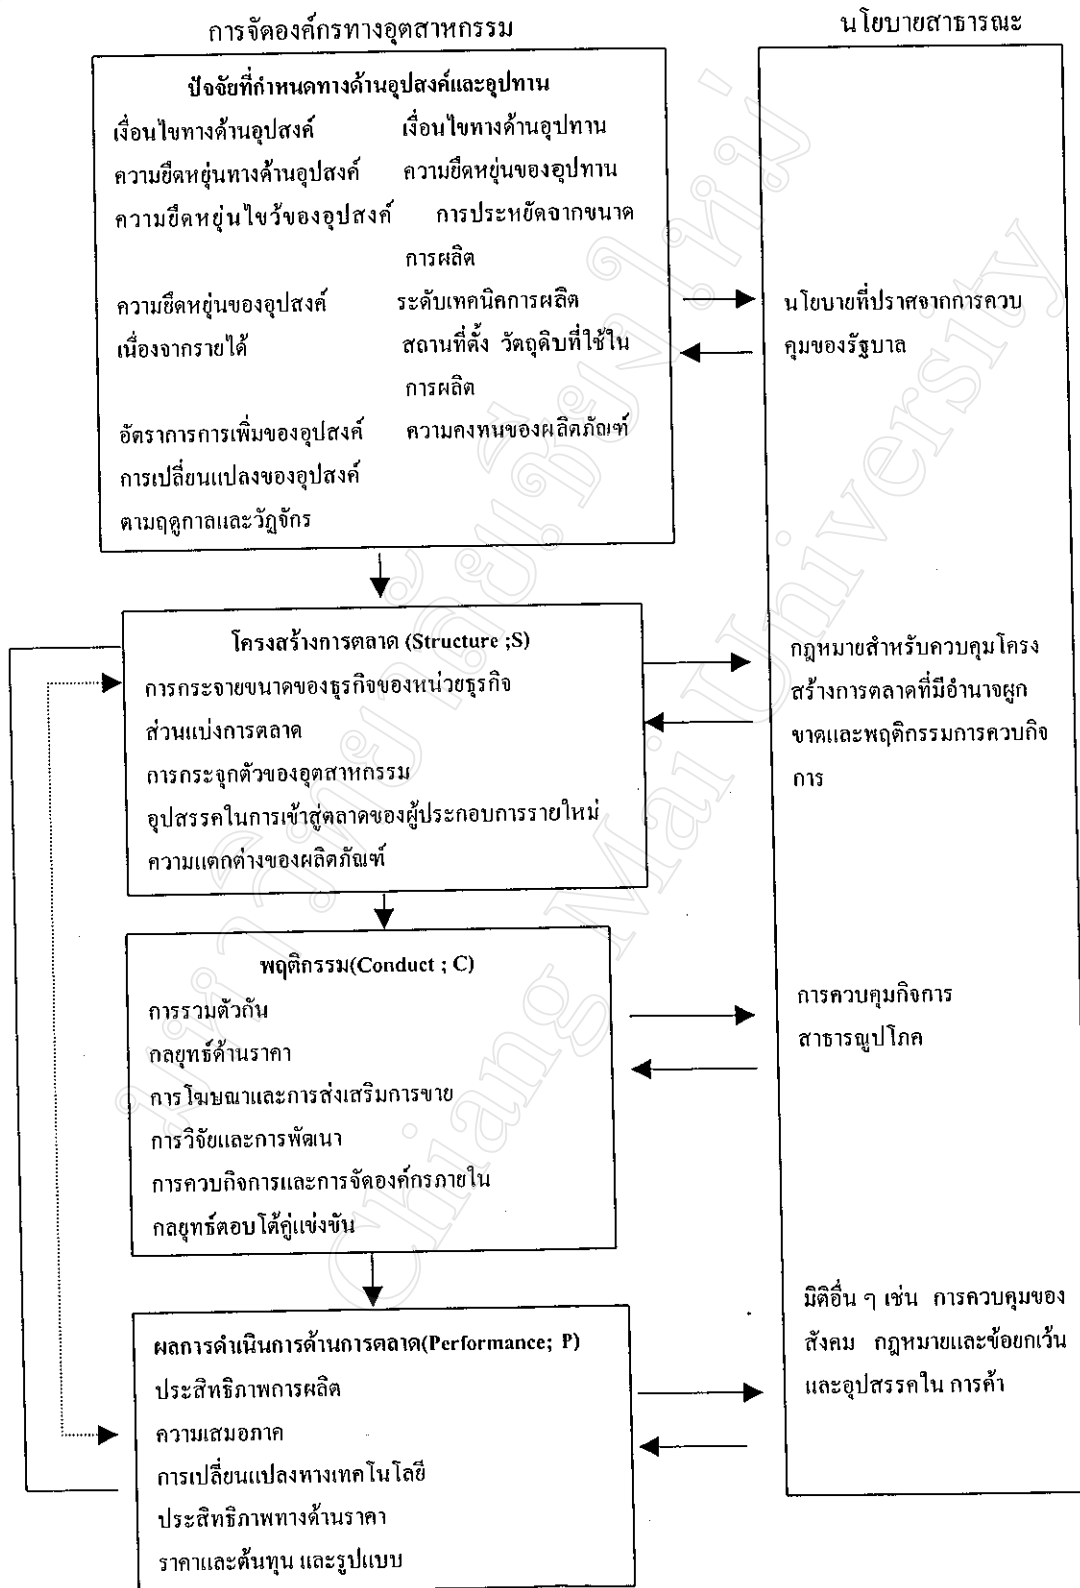 การจัดองค์กรทางอุตสาหกรรม
นโยบายสาธารณะ
ปัจจัยที่กำหนดทางด้านอุปสงค์และอุปทาน
เงื่อนไขทางด้านอุปสงค์ เงื่อนไขทางด้านอุปทาน
ความยืดหยุ่นทางด้านอุปสงค์ ความยืดหยุ่นของอุปทาน
ความยืดหยุ่นไขว้ของอุปสงค์ การประหยัดจากขนาด
การผลิต
ความยืดหยุ่นของอุปสงค์ ระดับเทคนิคการผลิต
เนื่องจากรายได้ สถานที่ตั้ง วัตถุดิบที่ใช้ใน
การผลิต
อัตราการการเพิ่มของอุปสงค์ ความคงทนของผลิตภัณฑ์
การเปลี่ยนแปลงของอุปสงค์
ตามฤดูกาลและวัฏจักร
นโยบายที่ปราศจากการควบ
คุมของรัฐบาล
โครงสร้างการตลาด (Structure ;S)
การกระจายขนาดของธุรกิจของหน่วยธุรกิจ
ส่วนแบ่งการตลาด
การกระจุกตัวของอุตสาหกรรม
อุปสรรคในการเข้าสู่ตลาดของผู้ประกอบการรายใหม่
ความแตกต่างของผลิตภัณฑ์
กฎหมายสำหรับควบคุมโครง
สร้างการตลาดที่มีอำนาจผูก
ขาดและพฤติกรรมการควบกิจ
การ
พฤติกรรม(Conduct ; C)
การรวมตัวกัน
กลยุทธ์ด้านราคา
การโฆษณาและการส่งเสริมการขาย
การวิจัยและการพัฒนา
การควบกิจการและการจัดองค์กรภายใน
กลยุทธ์ตอบโต้คู่แข่งขัน
การควบคุมกิจการ
สาธารณูปโภค
ผลการดำเนินการด้านการตลาด(Performance; P)
ประสิทธิภาพการผลิต
ความเสมอภาค
การเปลี่ยนแปลงทางเทคโนโลยี
ประสิทธิภาพทางด้านราคา
ราคาและต้นทุน และรูปแบบ
มิติอื่น ๆ เช่น การควบคุมของ
สังคม กฎหมายและข้อยกเว้น
และอุปสรรคใน การค้า
มหาวิทยาลัยเชียงใหม่
Chiang Mai University